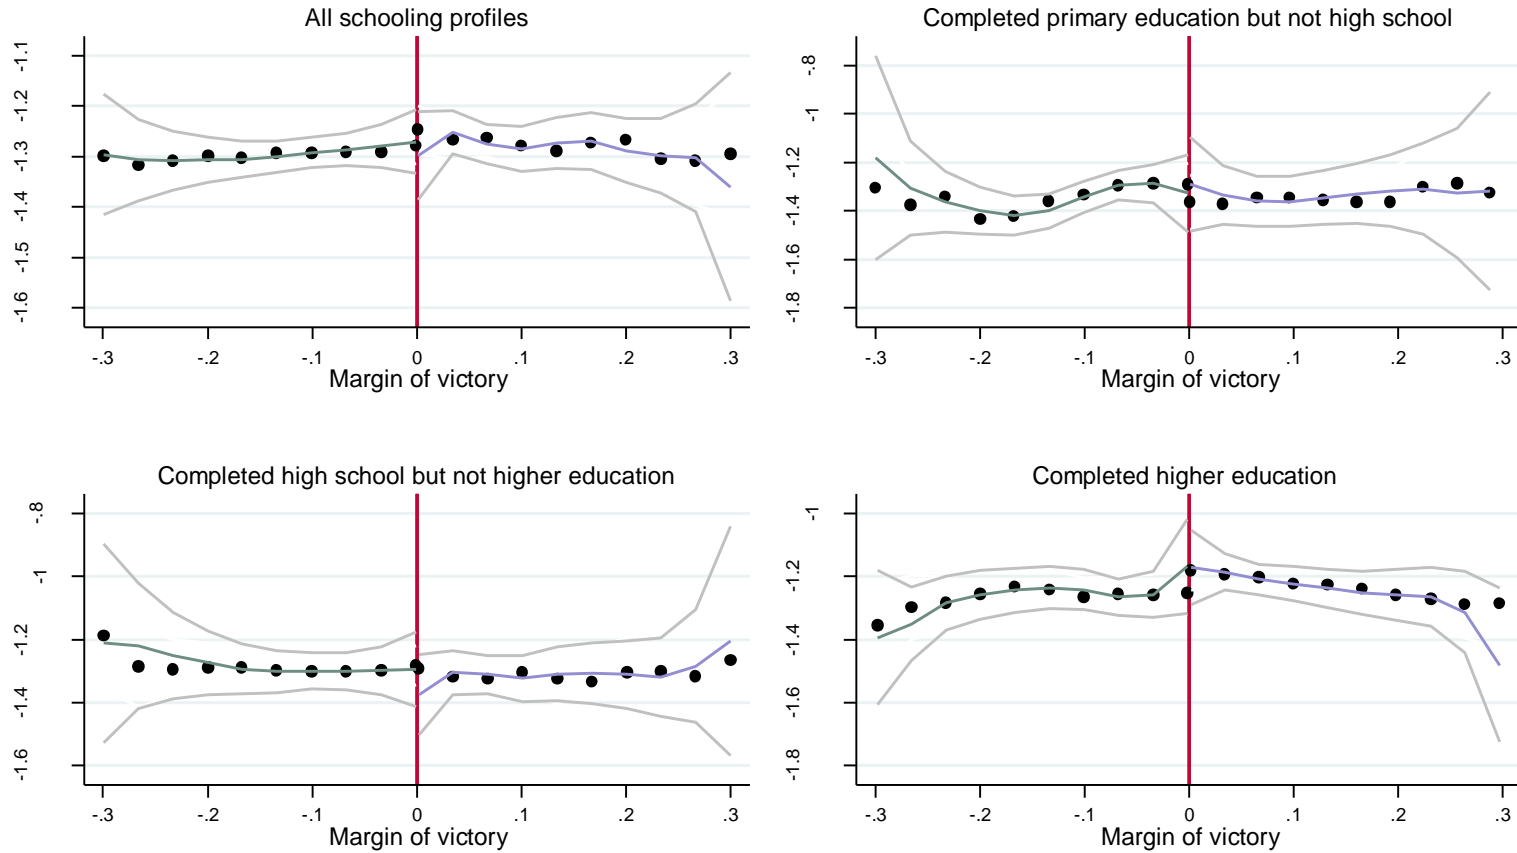 All schooling profiles
-1.1
-1.2
-1.3
-1.4
-1.5
-1.6
-.3 -.2 -.1 0 .1 .2 .3
Margin of victory
Completed primary education but not high school
-.8
-1
-1.2
-1.4
-1.6
-1.8
-.3 -.2 -.1 0 .1 .2 .3
Margin of victory
Completed high school but not higher education
-.8
-1
-1.2
-1.4
-1.6
-.3 -.2 -.1 0 .1 .2 .3
Margin of victory
Completed higher education
-1
-1.2
-1.4
-1.6
-1.8
-.3 -.2 -.1 0 .1 .2 .3
Margin of victory